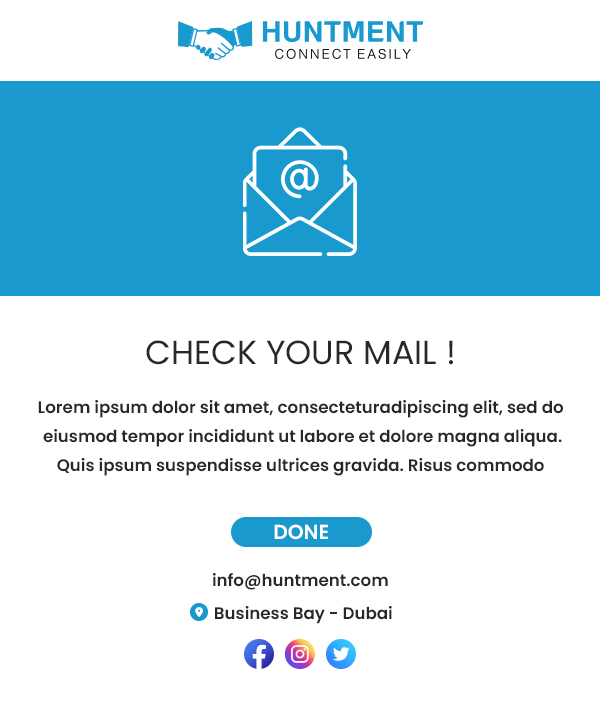 HUNTMENT
CONNECT EASILY
@
CHECK YOUR MAIL !
Lorem ipsum dolor sit amet, consecteturadipiscing elit, sed do
eiusmod tempor incididunt ut labore et dolore magna aliqua.
Quis ipsum suspendisse ultrices gravida. Risus commodo
DONE
info@huntment.com
Business Bay - Dubai